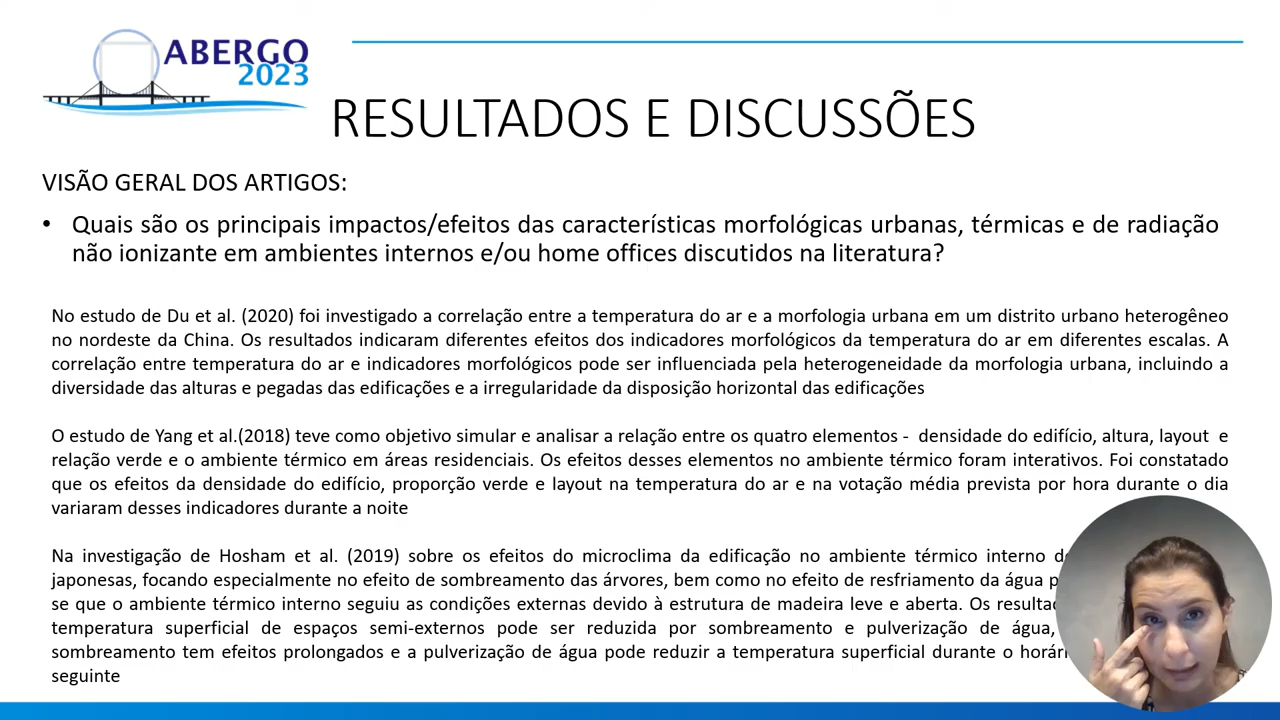 ABERGO
2023
RESULTADOS E DISCUSSÕES
VISÃO GERAL DOS ARTIGOS:
• Quais são os principais impactos/efeitos das características morfológicas urbanas, térmicas e de radiação
não ionizante em ambientes internos e/ou home offices discutidos na literatura?
No estudo de Du et al. (2020) foi investigado a correlação entre a temperatura do ar e a morfologia urbana em um distrito urbano heterogêneo
no nordeste da China. Os resultados indicaram diferentes efeitos dos indicadores morfológicos da temperatura do ar em diferentes escalas. A
correlação entre temperatura do ar e indicadores morfológicos pode ser influenciada pela heterogeneidade da morfologia urbana, incluindo a
diversidade das alturas e pegadas das edificações e a irregularidade da disposição horizontal das edificações
O estudo de Yang et al.(2018) teve como objetivo simular e analisar a relação entre os quatro elementos - densidade do edifício, altura, layout e
relação verde e o ambiente térmico em áreas residenciais. Os efeitos desses elementos no ambiente térmico foram interativos. Foi constatado
que os efeitos da densidade do edifício, proporção verde e layout na temperatura do ar e na votação média prevista por hora durante o dia
variaram desses indicadores durante a noite
Na investigação de Hosham et al. (2019) sobre os efeitos do microclima da edificação no ambiente térmico interno
japonesas, focando especialmente no efeito de sombreamento das árvores, bem como no efeito de resfriamento da água
se que o ambiente térmico interno seguiu as condições externas devido à estrutura de madeira leve e aberta. Os
temperatura superficial de espaços semi-externos pode ser reduzida por sombreamento e pulverização de água,
sombreamento tem efeitos prolongados e a pulverização de água pode reduzir a temperatura superficial durante o
seguinte